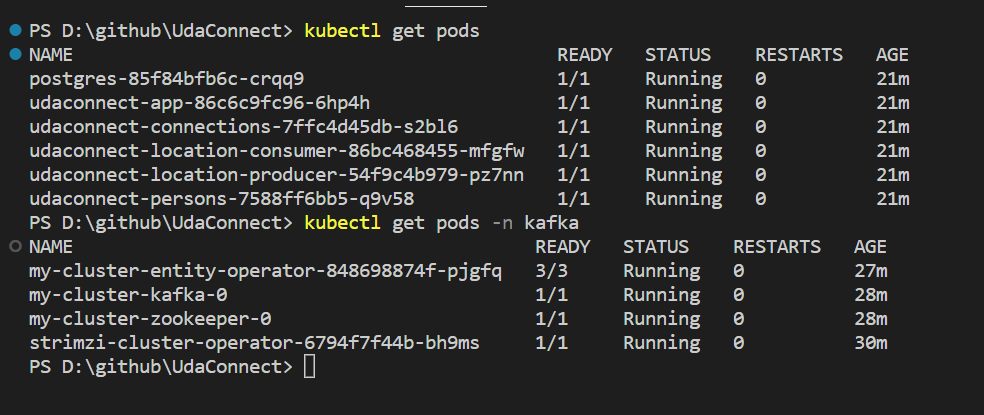 PS D:\github\UdaConnect> kubectl get pods
NAME READY STATUS RESTARTS AGE
postgres-85f84bfb6c-crqq9 1/1 Running 0 21m
udaconnect-app-86c6c9fc96-6hp4h 1/1 Running 0 21m
udaconnect-connections-7ffc4d45db-s2bl6 1/1 Running 0 21m
udaconnect-location-consumer-86bc468455-mfgfw 1/1 Running 0 21m
udaconnect-location-producer-54f9c4b979-pz7nn 1/1 Running 0 21m
udaconnect-persons-7588ff6bb5-q9v58 1/1 Running 0 21m
PS D:\github\UdaConnect> kubectl get pods -n kafka
NAME READY STATUS RESTARTS AGE
my-cluster-entity-operator-848698874f-pjgfq 3/3 Running 0 27m
my-cluster-kafka-0 1/1 Running 0 28m
my-cluster-zookeeper-0 1/1 Running 0 28m
strimzi-cluster-operator-6794f7f44b-bh9ms 1/1 Running 0 30m
PS D:\github\UdaConnect>